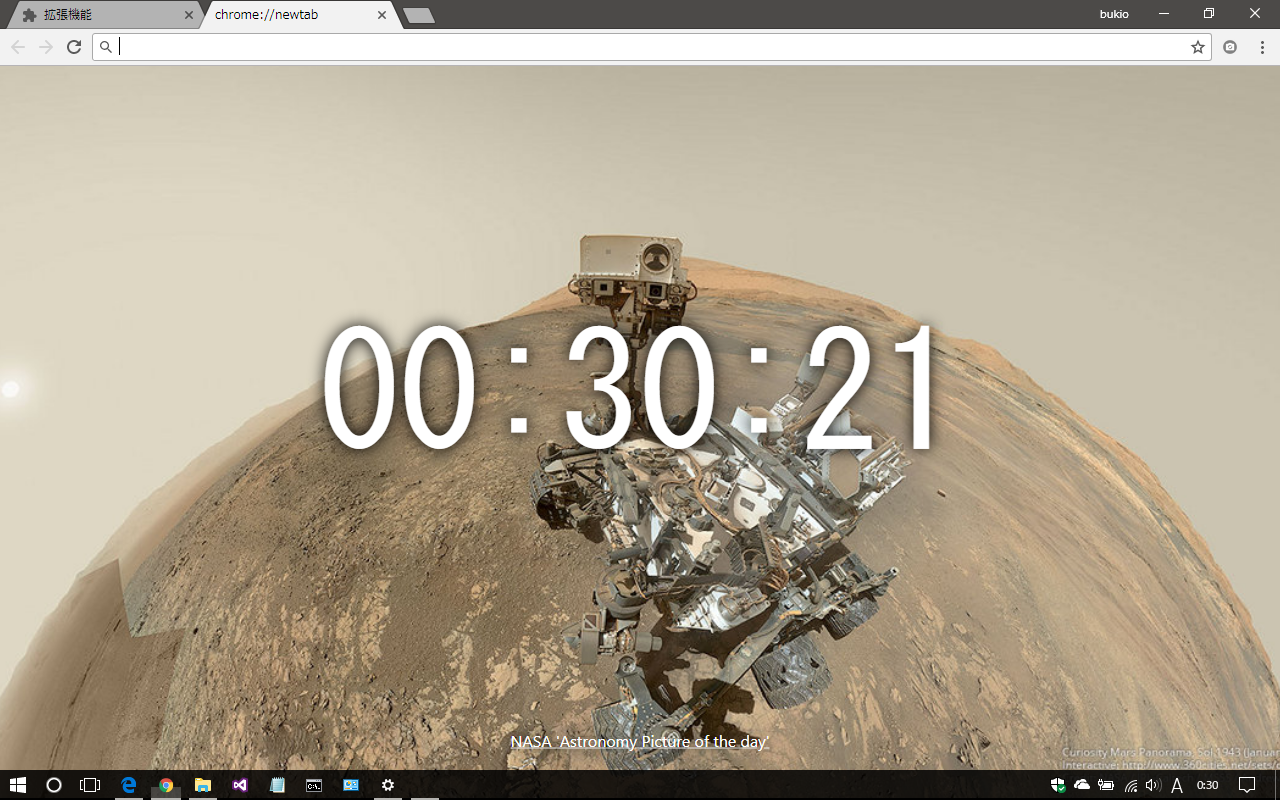 拡張機能
chrome://newtab
bukio
00:30:21
NASA 'Astronomy Picture of the day'
Curiosity Mars Panorama, Sol 1943 (Januar
Interactive: http://www.360cities.net/sets/c
A
0:30